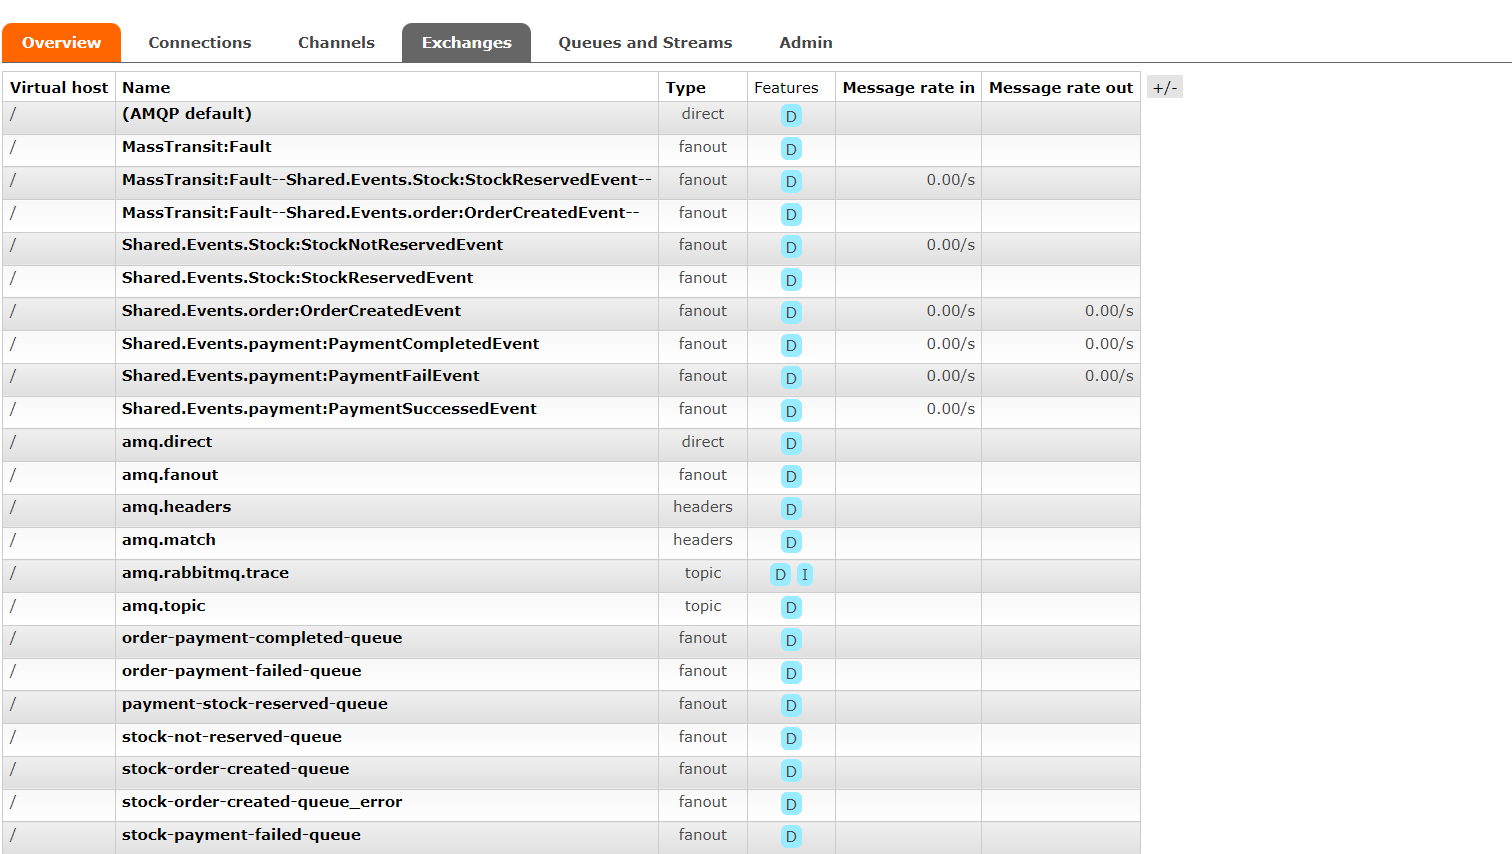 Overview Connections Channels Exchanges Queues and Streams Admin
Virtual host Name Type Features Message rate in Message rate out +/-
/ (AMQP default) direct D
/ MassTransit:Fault fanout D
/ MassTransit:Fault--Shared.Events.Stock:StockReservedEvent-- fanout D 0.00/s
/ MassTransit:Fault--Shared.Events.order:OrderCreatedEvent-- fanout D
/ Shared.Events.Stock:StockNotReservedEvent fanout D 0.00/s
/ Shared.Events.Stock:StockReservedEvent fanout D
/ Shared.Events.order:OrderCreatedEvent fanout D 0.00/s 0.00/s
/ Shared.Events.payment:PaymentCompletedEvent fanout D 0.00/s 0.00/s
/ Shared.Events.payment:PaymentFailEvent fanout D 0.00/s 0.00/s
/ Shared.Events.payment:PaymentSuccessedEvent fanout D 0.00/s
/ amq.direct direct D
/ amq.fanout fanout D
/ amq.headers headers D
/ amq.match headers D
/ amq.rabbitmq.trace topic D I
/ amq.topic topic D
/ order-payment-completed-queue fanout D
/ order-payment-failed-queue fanout D
/ payment-stock-reserved-queue fanout D
/ stock-not-reserved-queue fanout D
/ stock-order-created-queue fanout D
/ stock-order-created-queue_error fanout D
/ stock-payment-failed-queue fanout D